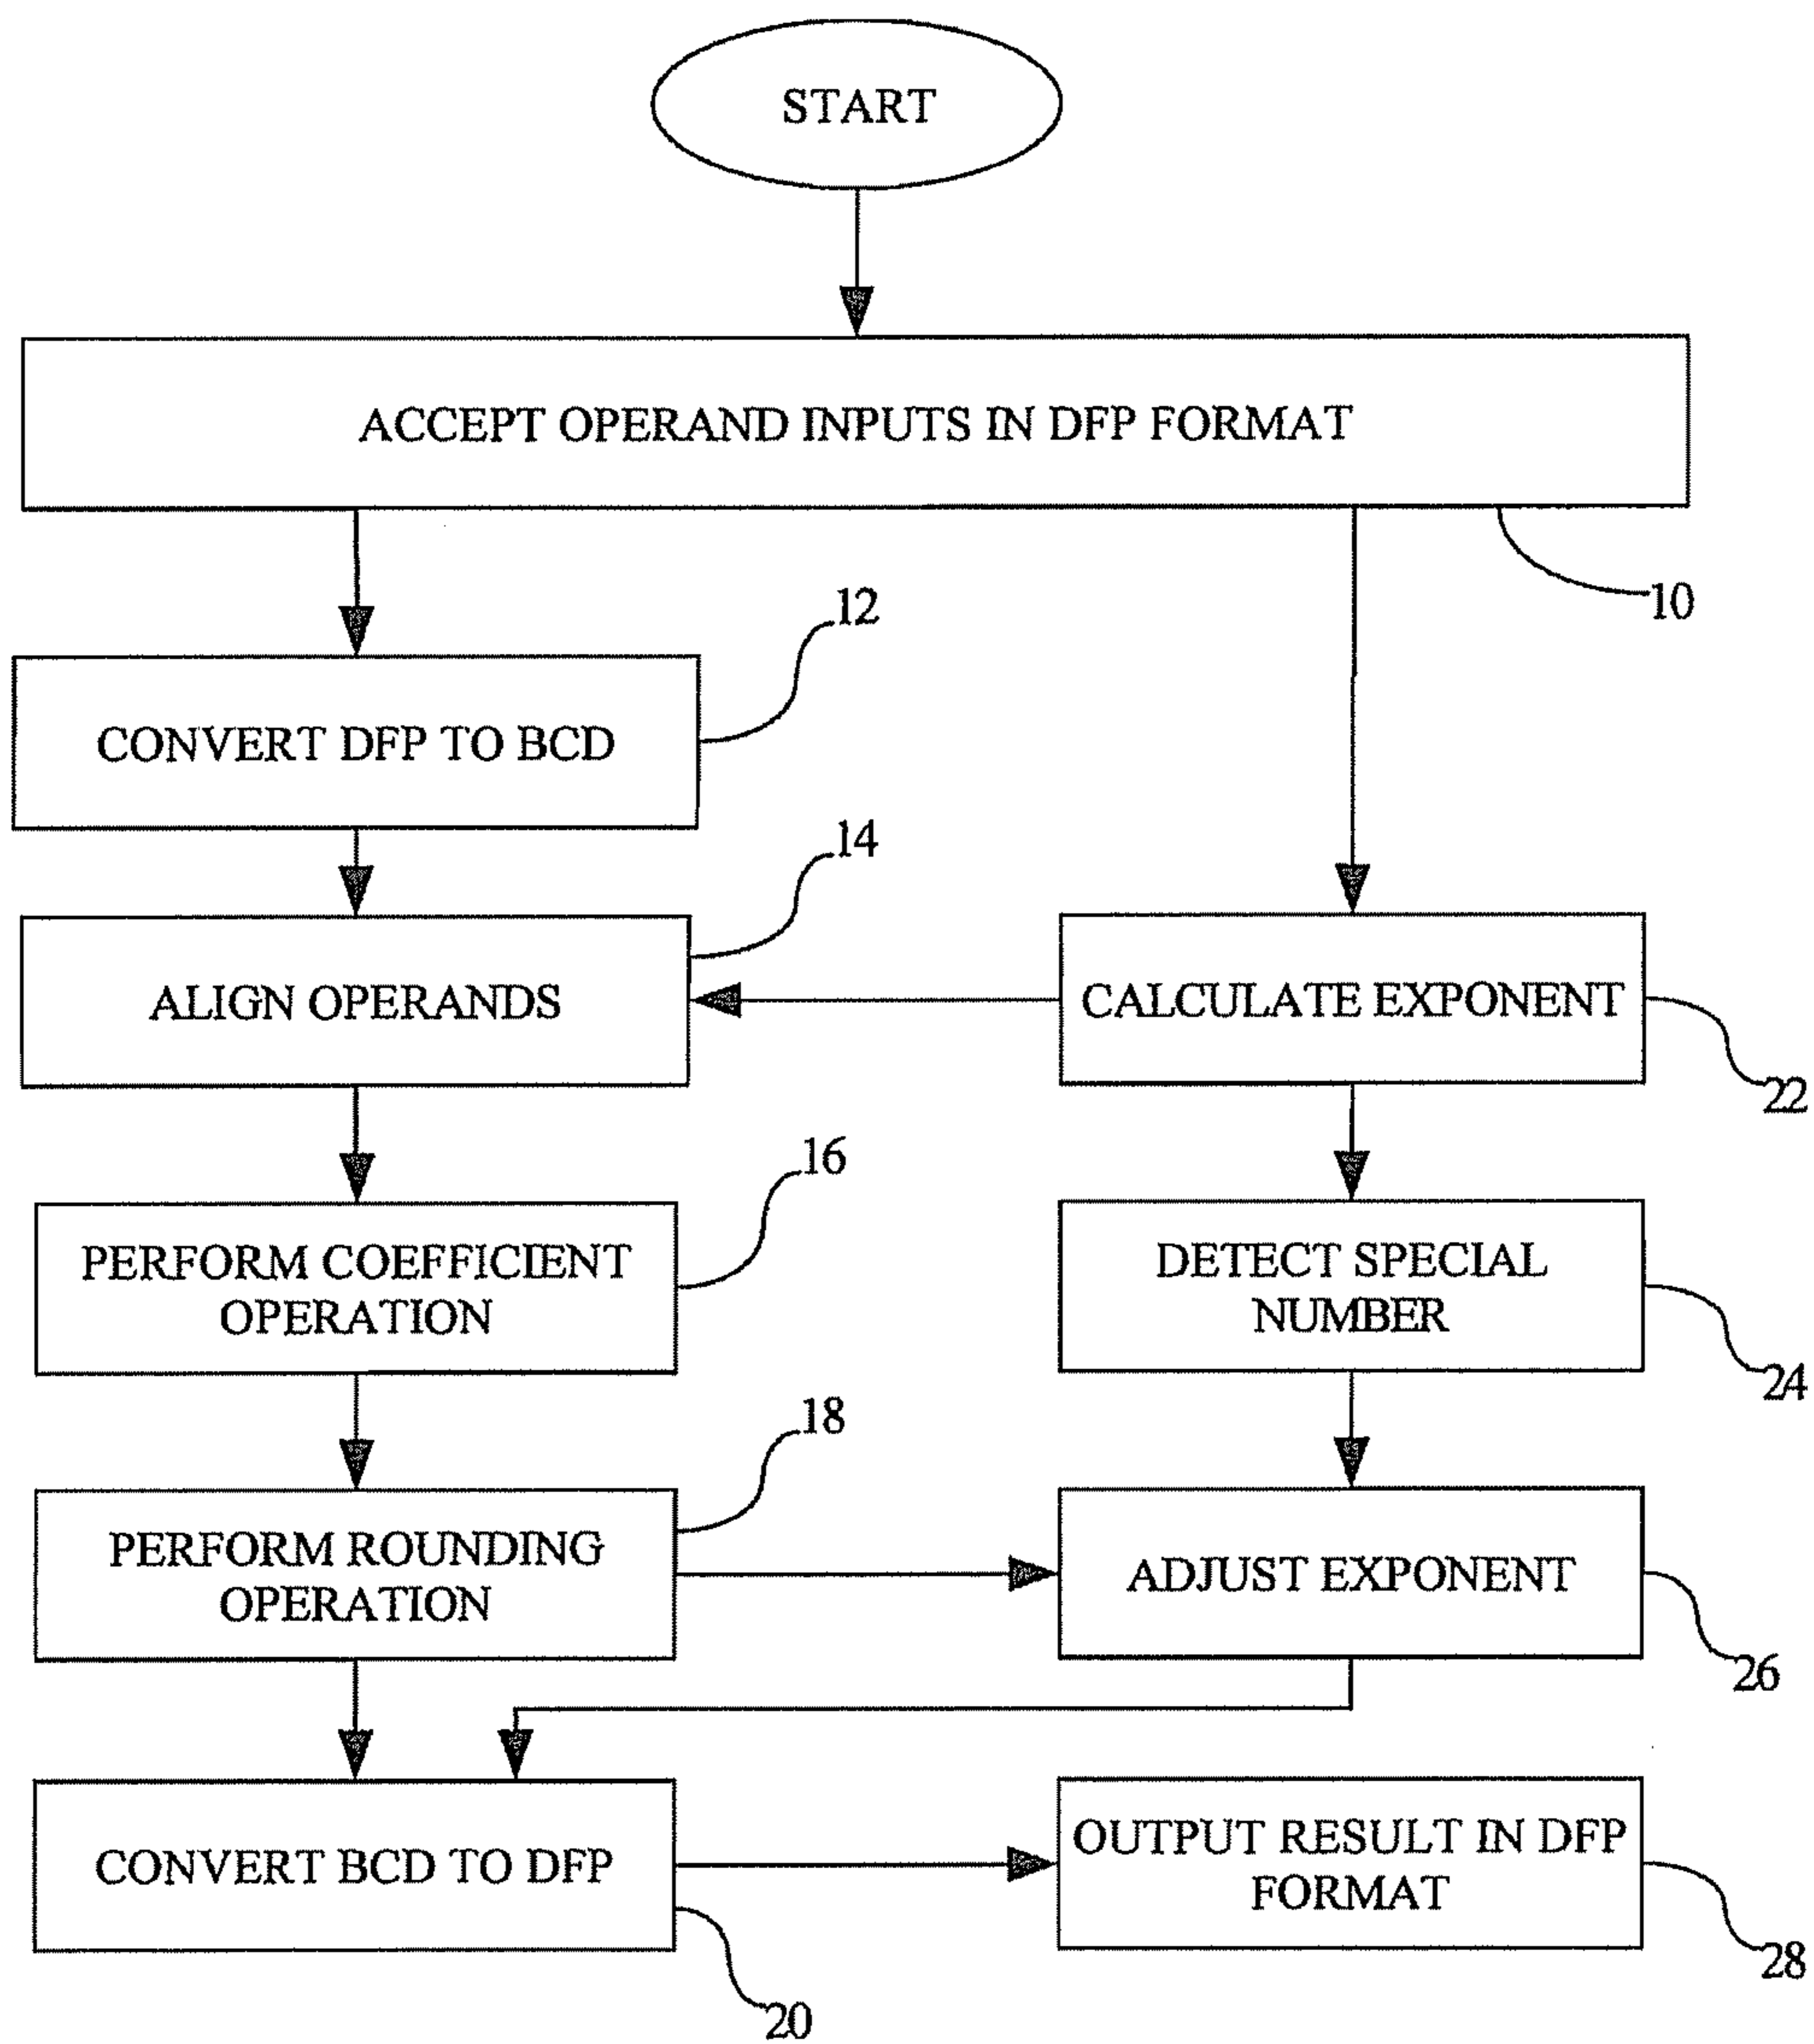 START
ACCEPT OPERAND INPUTS IN DFP FORMAT
10
12
CONVERT DFP TO BCD
14
ALIGN OPERANDS
CALCULATE EXPONENT
22
16
PERFORM COEFFICIENT
OPERATION
DETECT SPECIAL
NUMBER
24
18
PERFORM ROUNDING
OPERATION
ADJUST EXPONENT
26
CONVERT BCD TO DFP
20
OUTPUT RESULT IN DFP
FORMAT
28